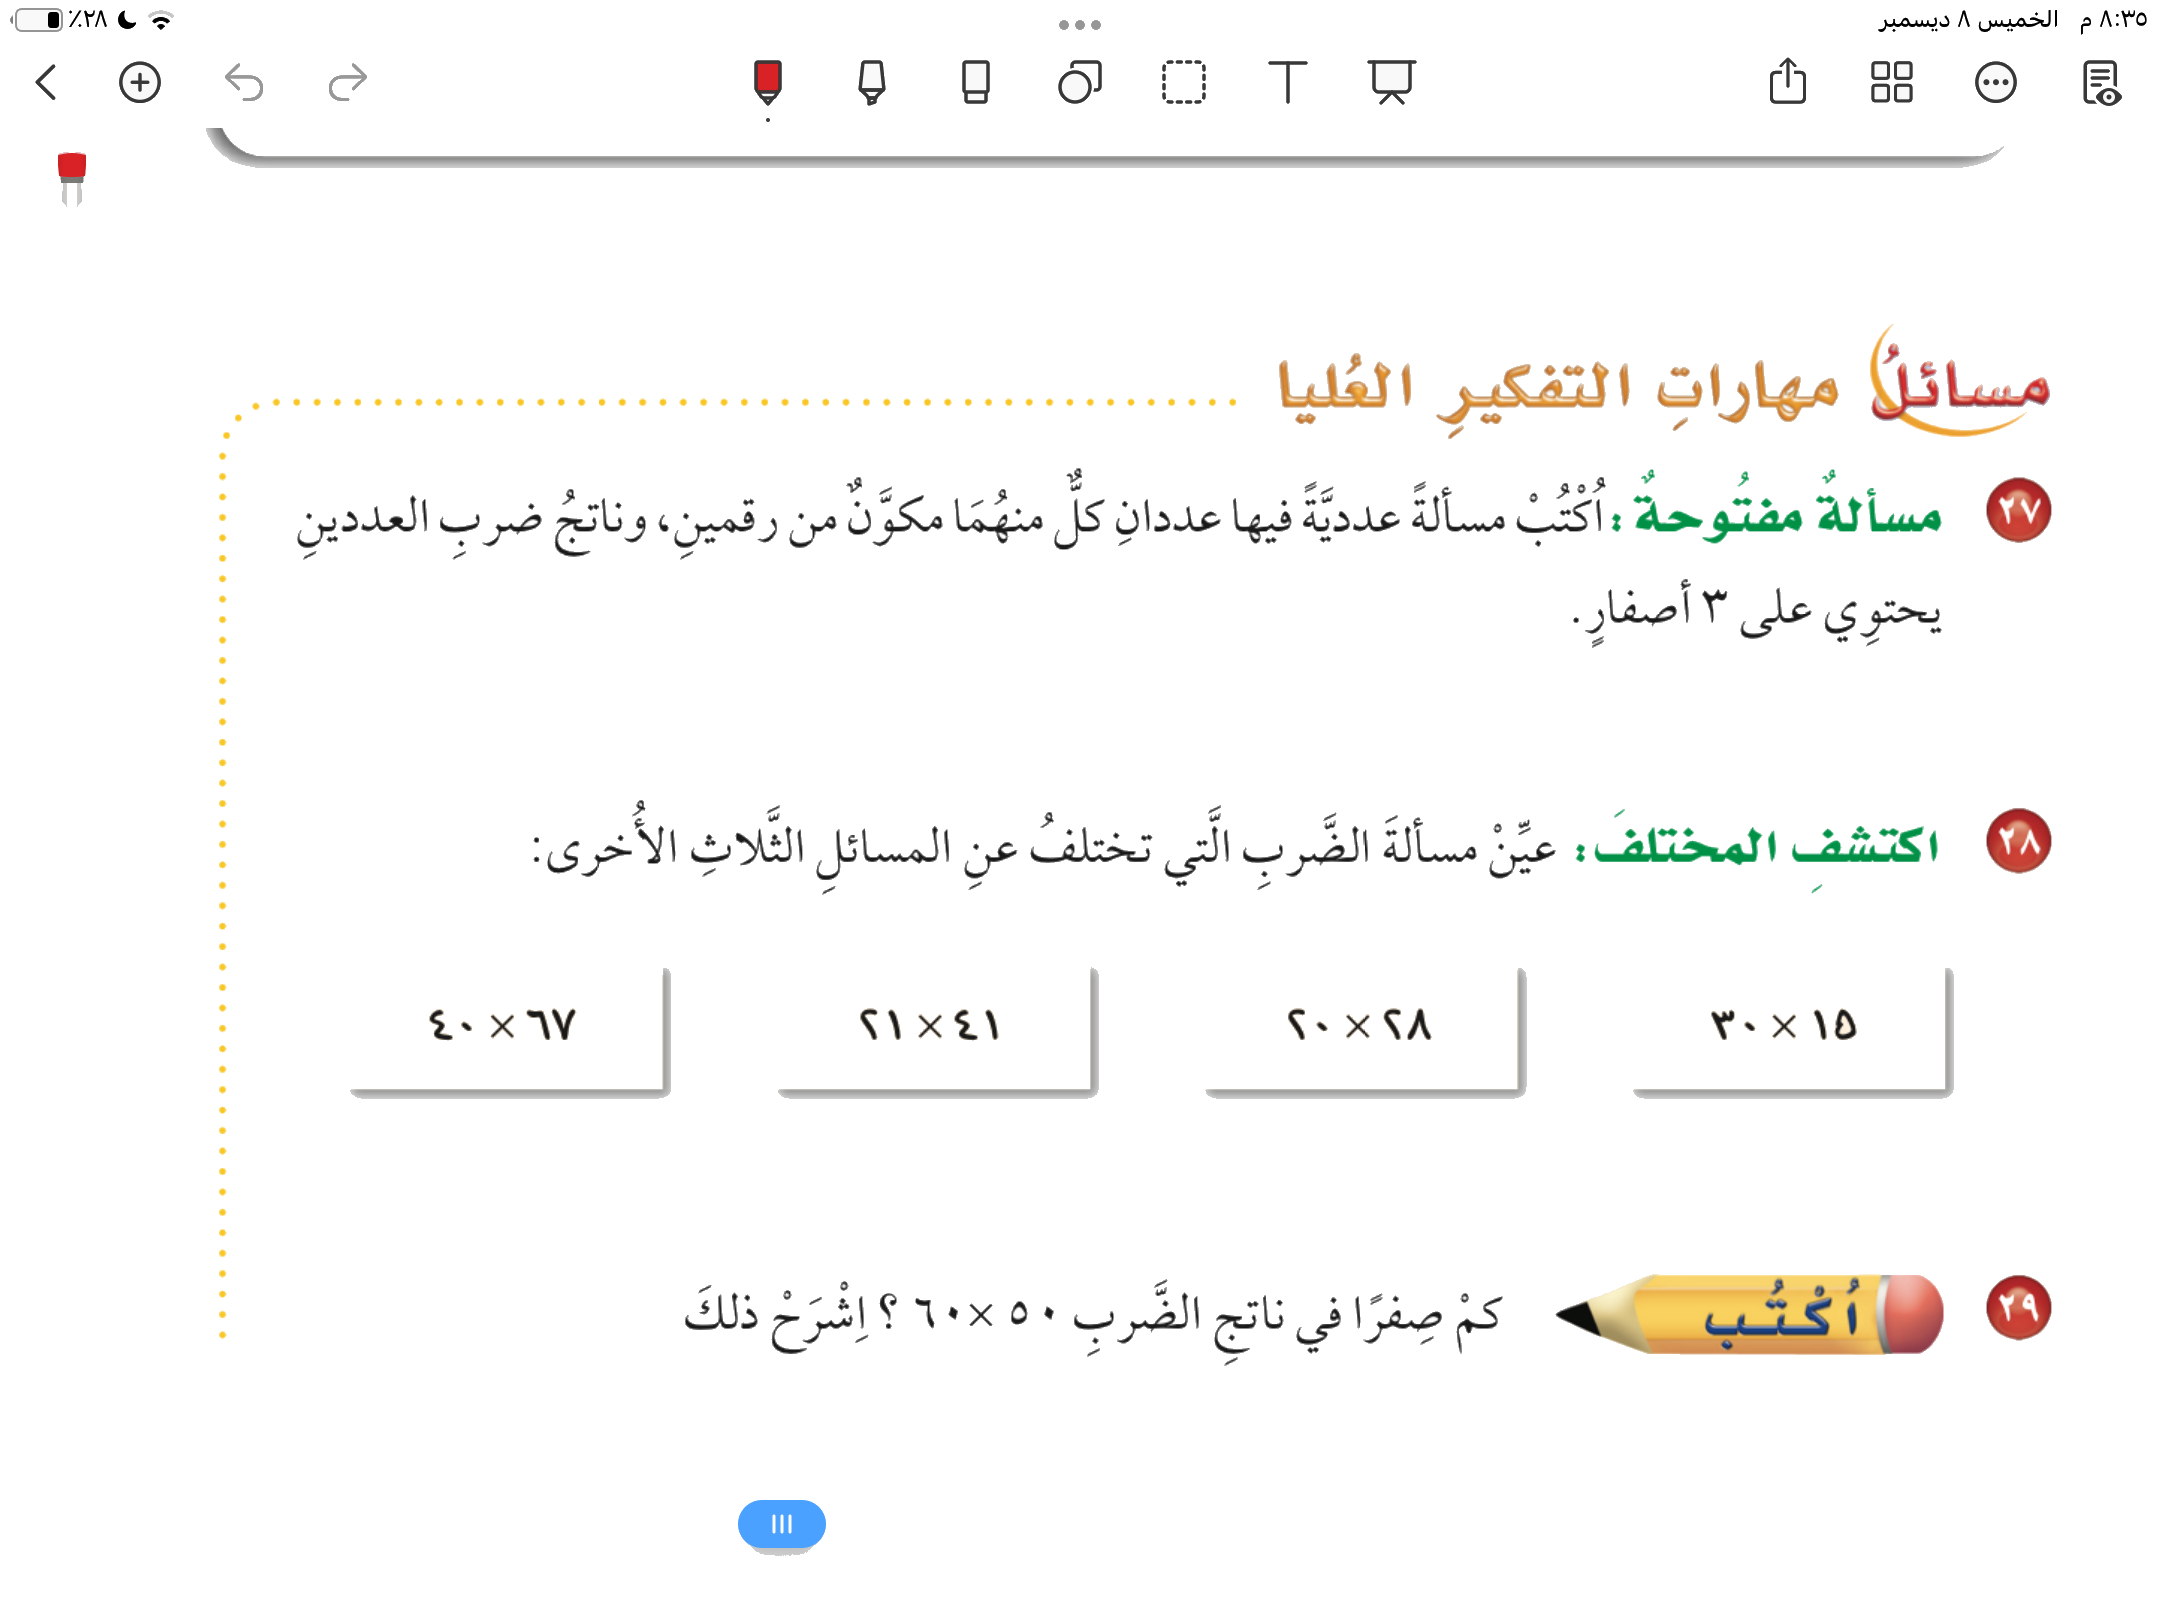 ٨:٣٥ م الخميس ٨ ديسمبر
٪٢٨
مسائلُ مهاراتِ التفكيرِ العُليا
٢٧ مسألةٌ مفتُوحةٌ: اُكْتُبْ مسألةً عدديَّةً فيها عددانِ كلٌّ منهُمَا مكوَّنٌ من رقمينِ، وناتجُ ضربِ العددينِ
يحتوِي على ٣ أصفارٍ.
٢٨ اكتشفِ المختلفَ: عيِّنْ مسألةَ الضَّربِ الَّتي تختلفُ عنِ المسائلِ الثَّلاثِ الأُخرى:
١٥ × ٣٠
٢٨ × ٢٠
٤١ × ٢١
٦٧ × ٤٠
٢٩ اُكْتُب كمْ صِفرًا في ناتجِ الضَّربِ ٥٠ × ٦٠ ؟ اِشْرَحْ ذلكَ